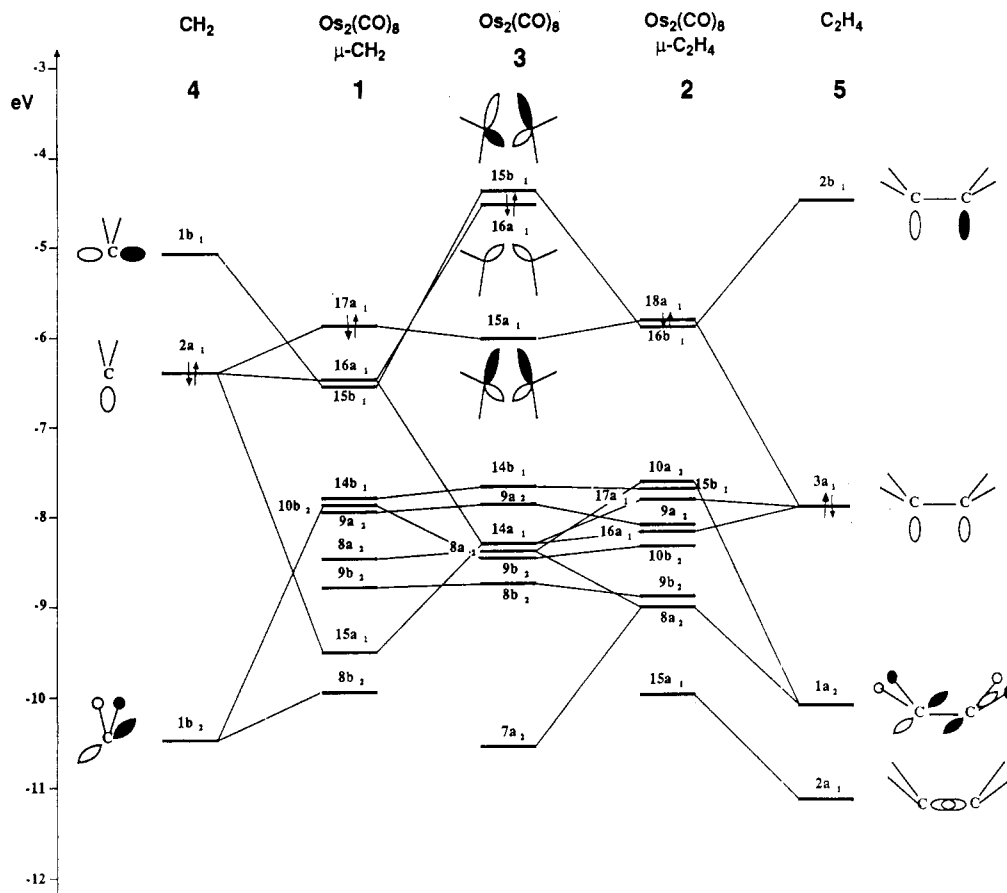 CH₂ Os₂(CO)₈ Os₂(CO)₈ Os₂(CO)₈ C₂H₄
μ-CH₂ μ-C₂H₄
4 1 3 2 5
eV
-3
-4
-5
-6
-7
-8
-9
-10
-11
-12
1b₁
C
2a₁
C
1b₂
C
17a₁
16a₁
15b₁
14b₁
10b₂
9a₂
8a₂
9b₂
15a₁
8b₂
15b₁
16a₁
15a₁
14b₁
9a₂
14a₁
8a₂
9b₂
8b₂
7a₂
18a₁
16b₁
10a₂
15b₁
17a₁
9a₂
16a₁
10b₂
9b₂
8a₂
15a₁
2b₁
C C
3a₁
C C
1a₂
C C
2a₁
C C